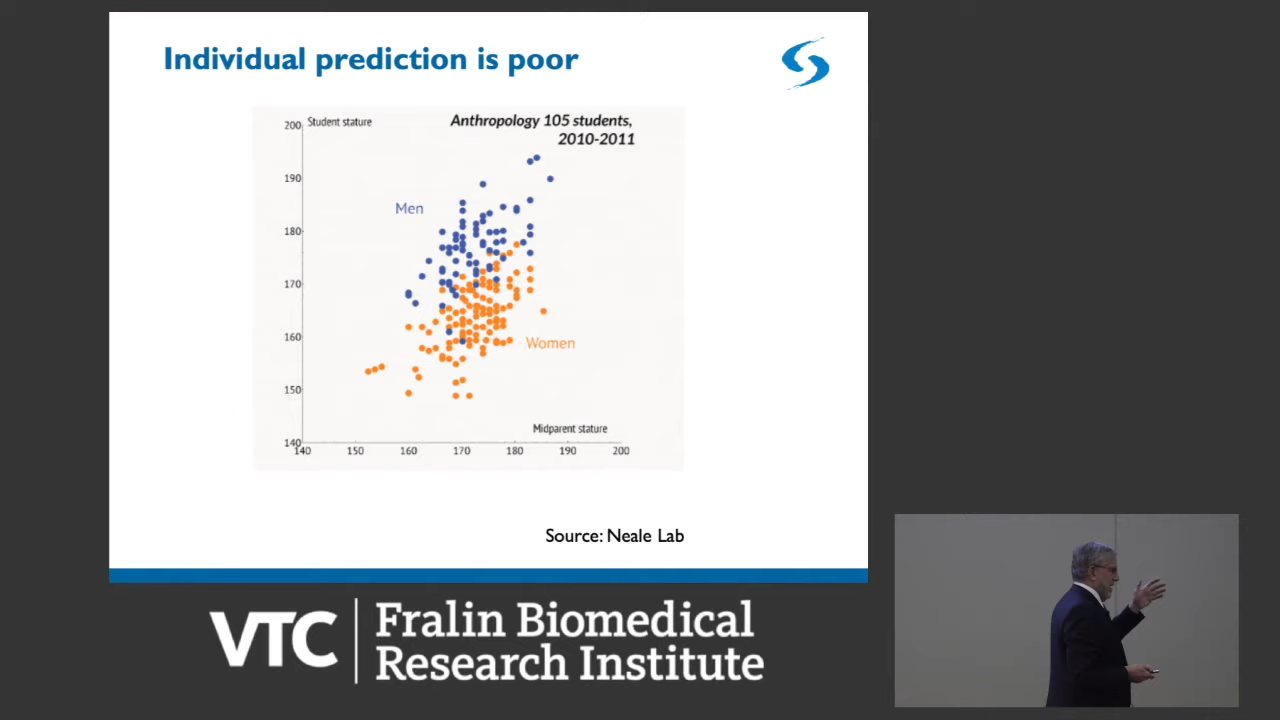 Individual prediction is poor
Anthropology 105 students,
2010-2011
Student stature
200
190
180
170
160
150
140
Men
Women
Midparent stature
140 150 160 170 180 190 200
Source: Neale Lab
VTC
Fralin Biomedical
Research Institute